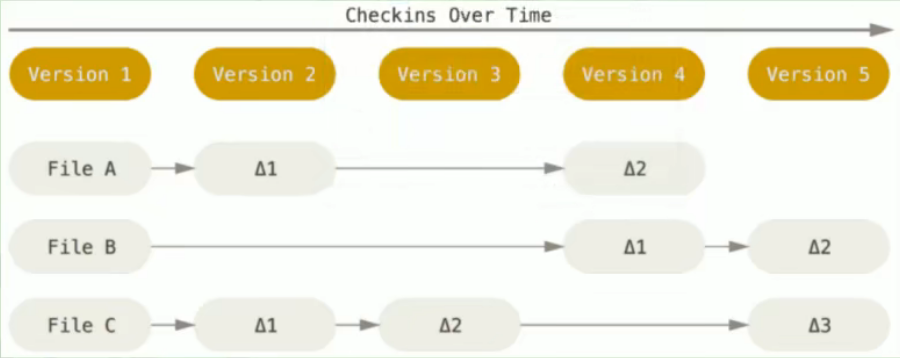 Checkins Over Time
Version 1 Version 2 Version 3 Version 4 Version 5
File A Δ1 Δ2
File B Δ1 Δ2
File C Δ1 Δ2 Δ3